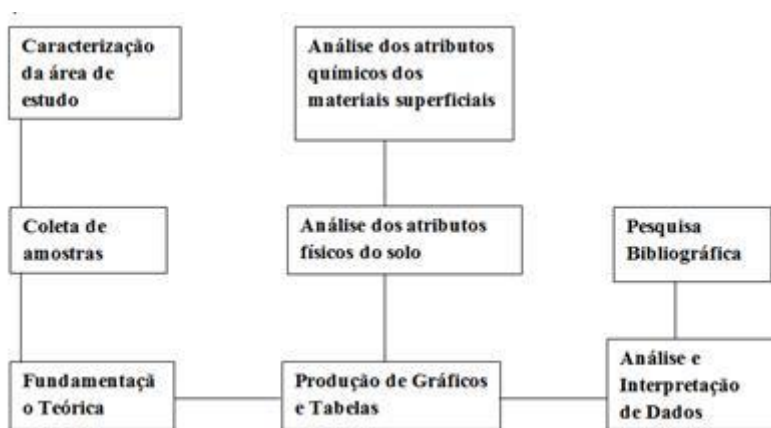 Caracterização
da área de
estudo
Análise dos atributos
químicos dos
materiais superficiais
Coleta de
amostras
Análise dos atributos
físicos do solo
Pesquisa
Bibliográfica
Fundamentaçã
o Teórica
Produção de Gráficos
e Tabelas
Análise e
Interpretação
de Dados